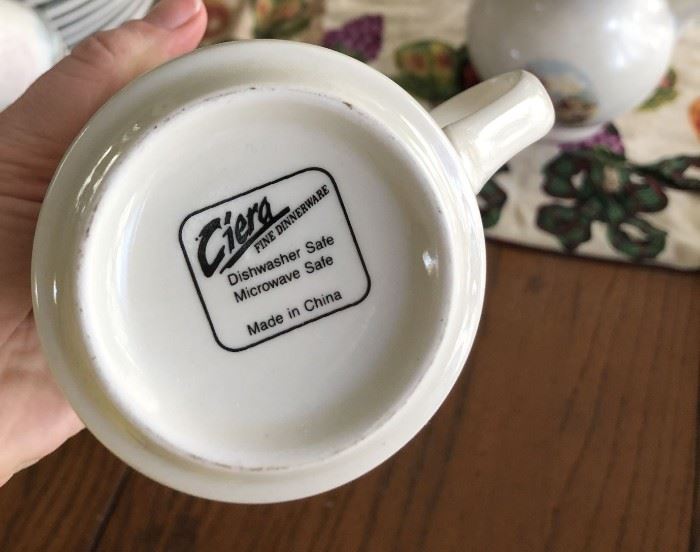 Ciera
FINE DINNERWARE
Dishwasher Safe
Microwave Safe
Made in China